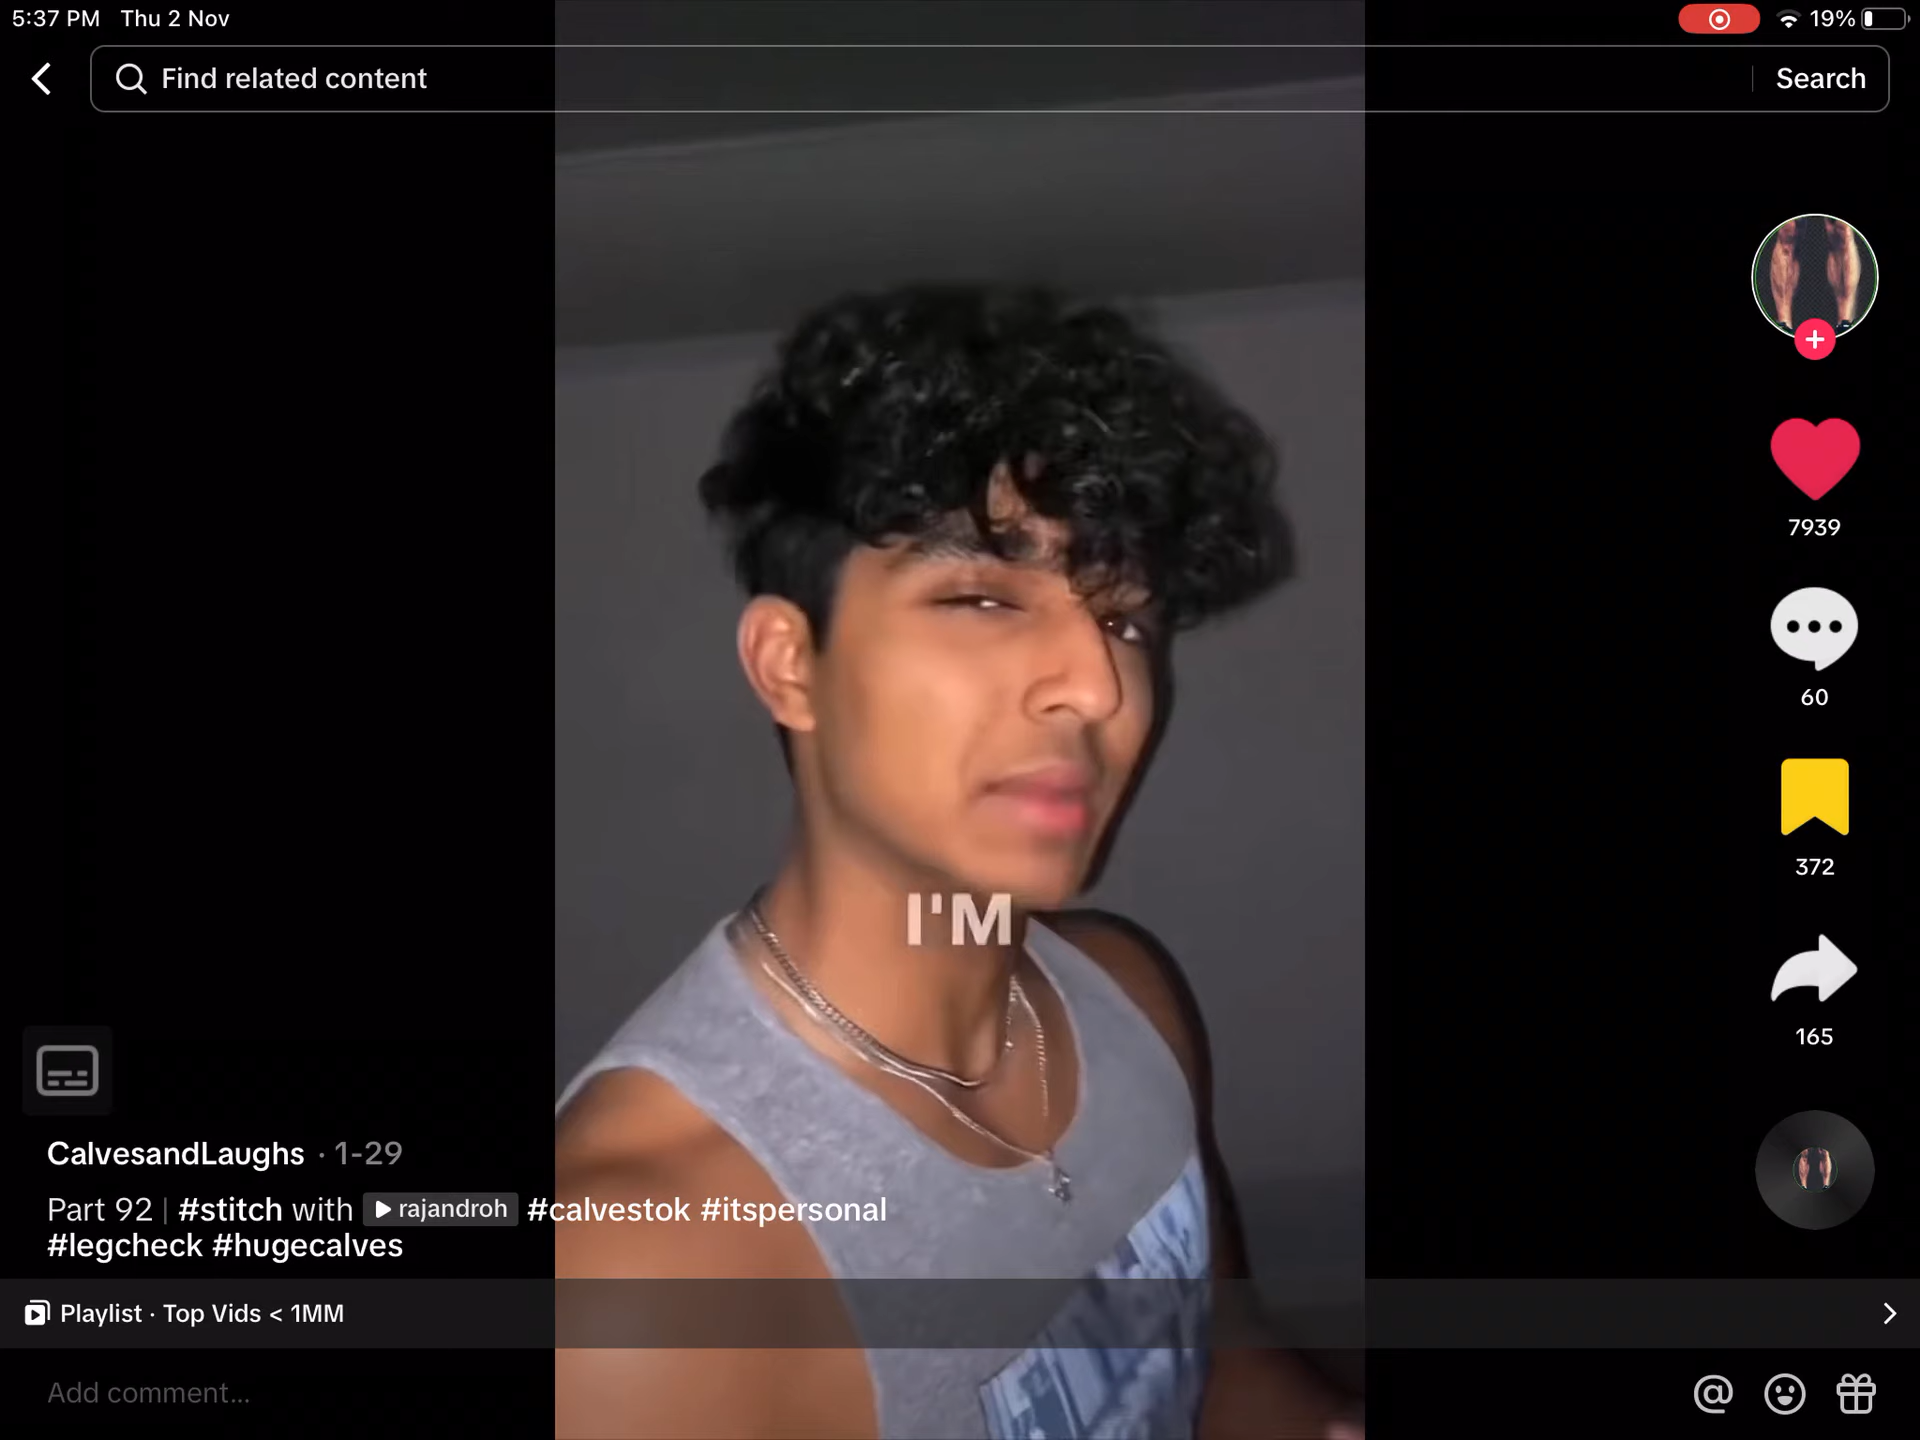 5:37 PM Thu 2 Nov
19%
Find related content
Search
7939
60
372
165
I'M
CalvesandLaughs · 1-29
Part 92 | #stitch with rajandroh #calvestok #itspersonal
#legcheck #hugecalves
Playlist · Top Vids < 1MM
Add comment...